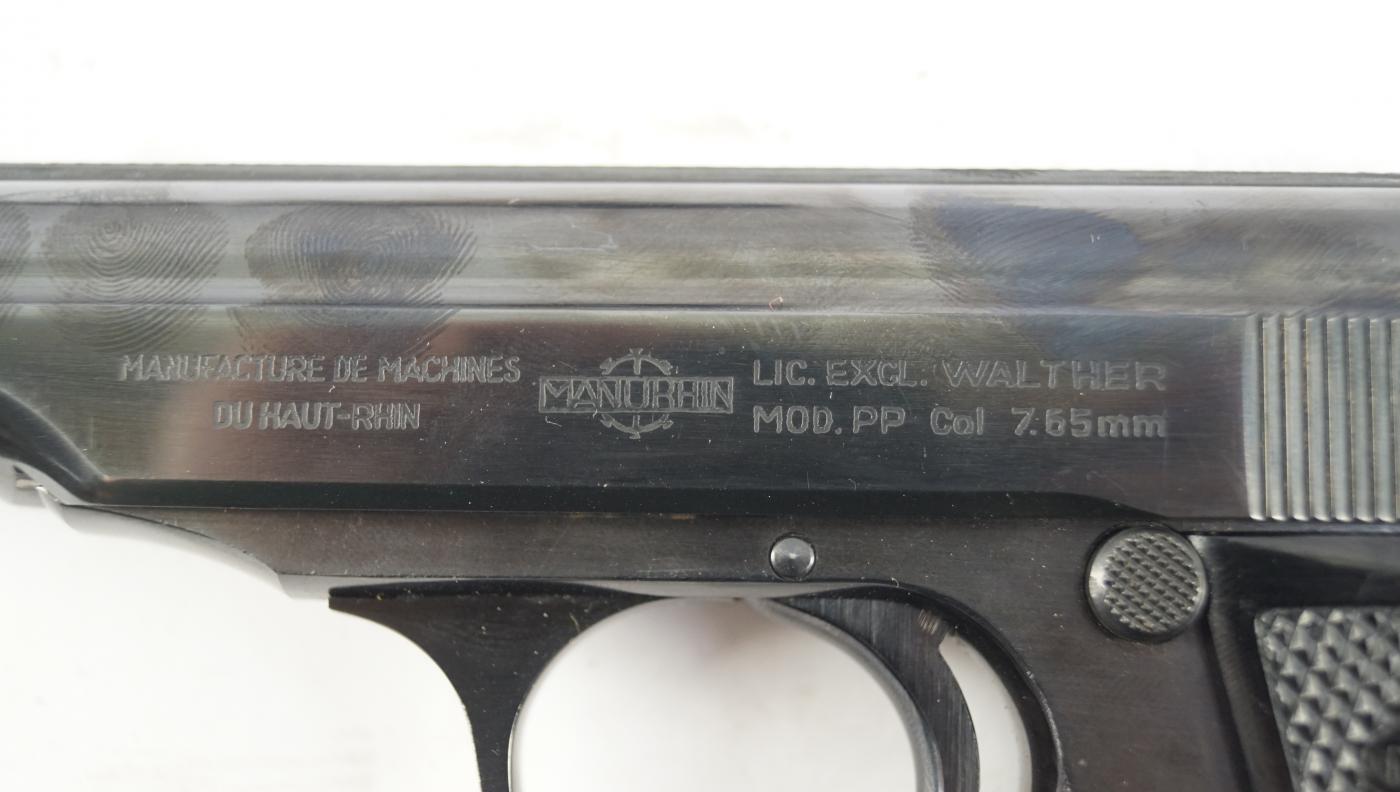 MANUFACTURE DE MACHINES
DU HAUT-RHIN
MANURHIN
LIC. EXCL. WALTHER
MOD. PP Cal 7.65mm